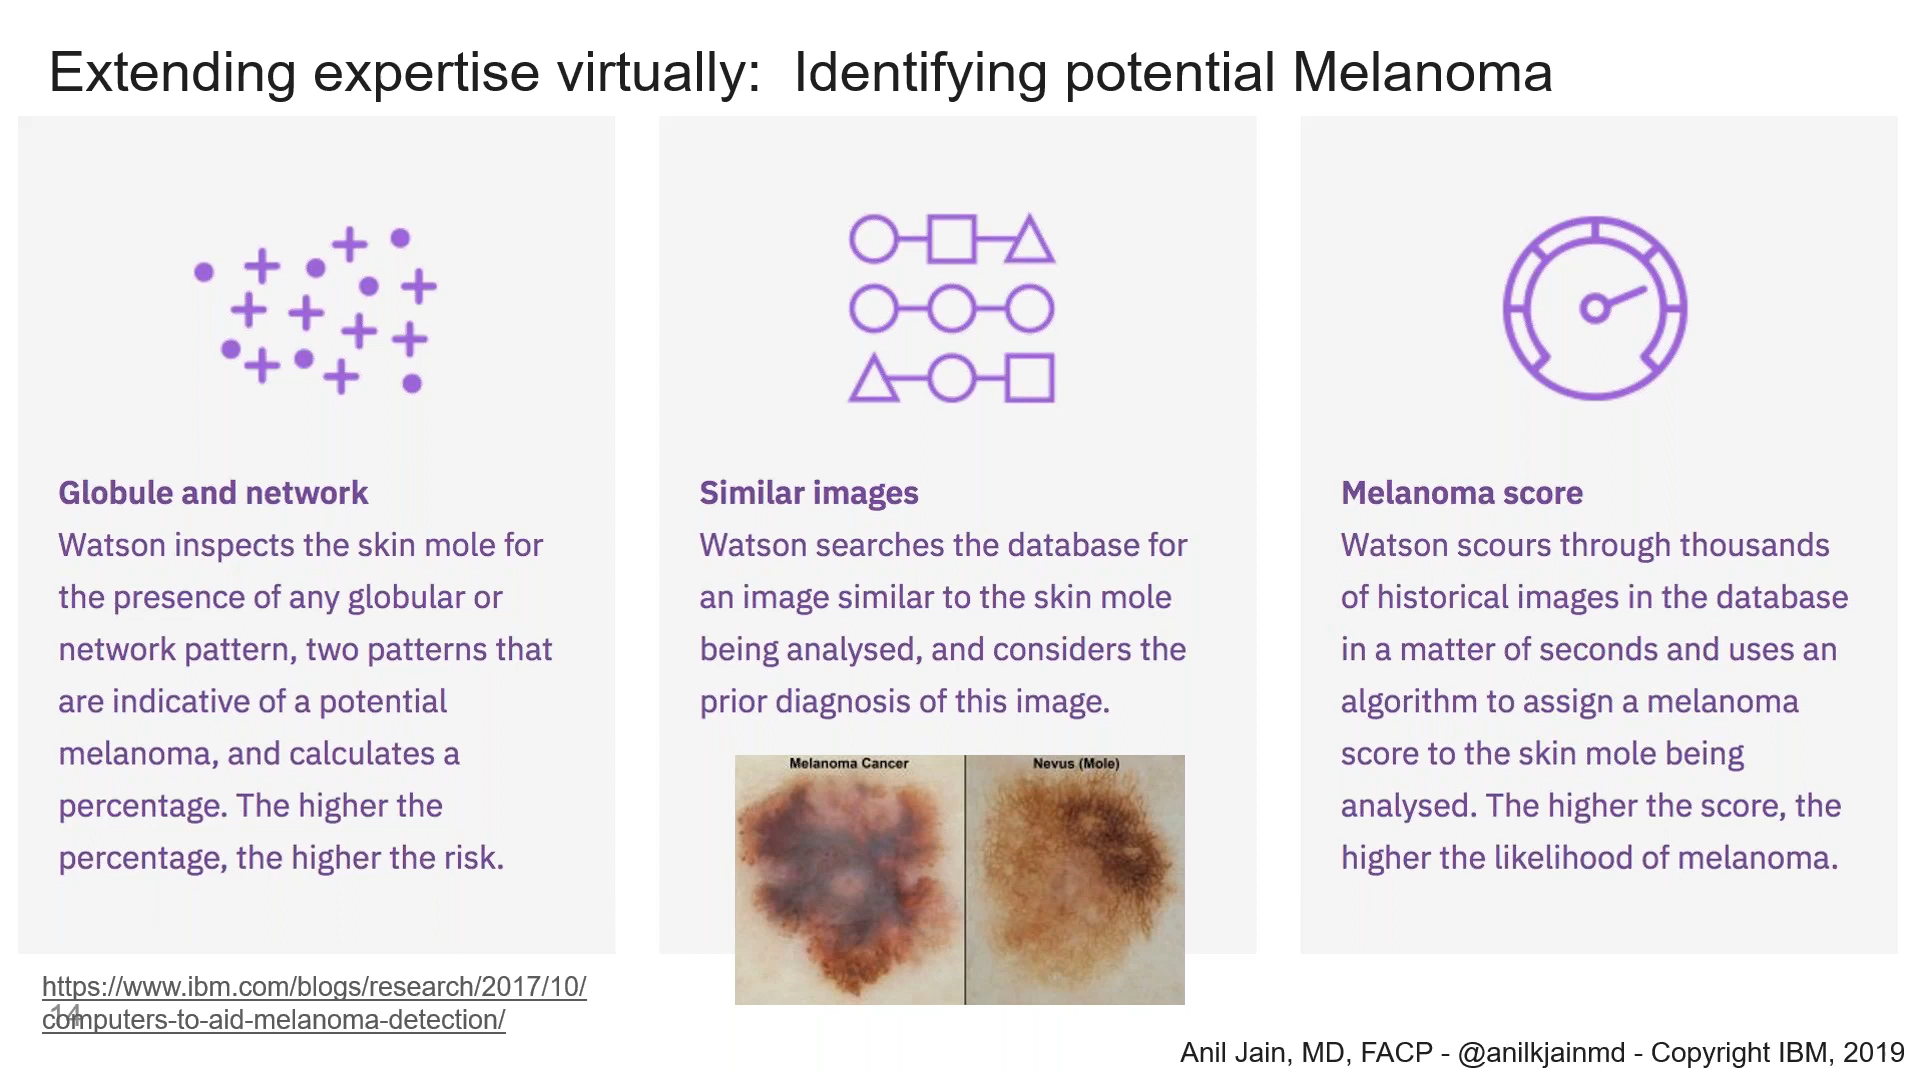 Extending expertise virtually:  Identifying potential Melanoma
Globule and network
Watson inspects the skin mole for
the presence of any globular or
network pattern, two patterns that
are indicative of a potential
melanoma, and calculates a
percentage. The higher the
percentage, the higher the risk.
Similar images
Watson searches the database for
an image similar to the skin mole
being analysed, and considers the
prior diagnosis of this image.
Melanoma Cancer
Nevus (Mole)
Melanoma score
Watson scours through thousands
of historical images in the database
in a matter of seconds and uses an
algorithm to assign a melanoma
score to the skin mole being
analysed. The higher the score, the
higher the likelihood of melanoma.
https://www.ibm.com/blogs/research/2017/10/
computers-to-aid-melanoma-detection/
14
Anil Jain, MD, FACP - @anilkjainmd - Copyright IBM, 2019